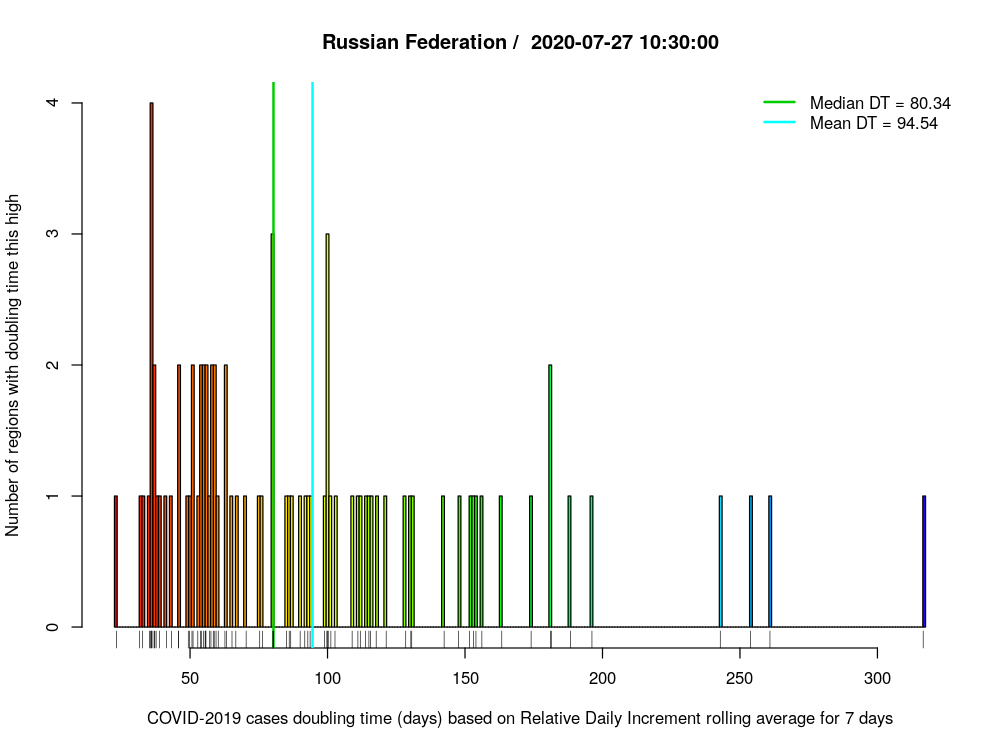 Russian Federation /  2020-07-27 10:30:00
Median DT = 80.34
Mean DT = 94.54
Number of regions with doubling time this high
4
3
2
1
0
50 100 150 200 250 300
COVID-2019 cases doubling time (days) based on Relative Daily Increment rolling average for 7 days